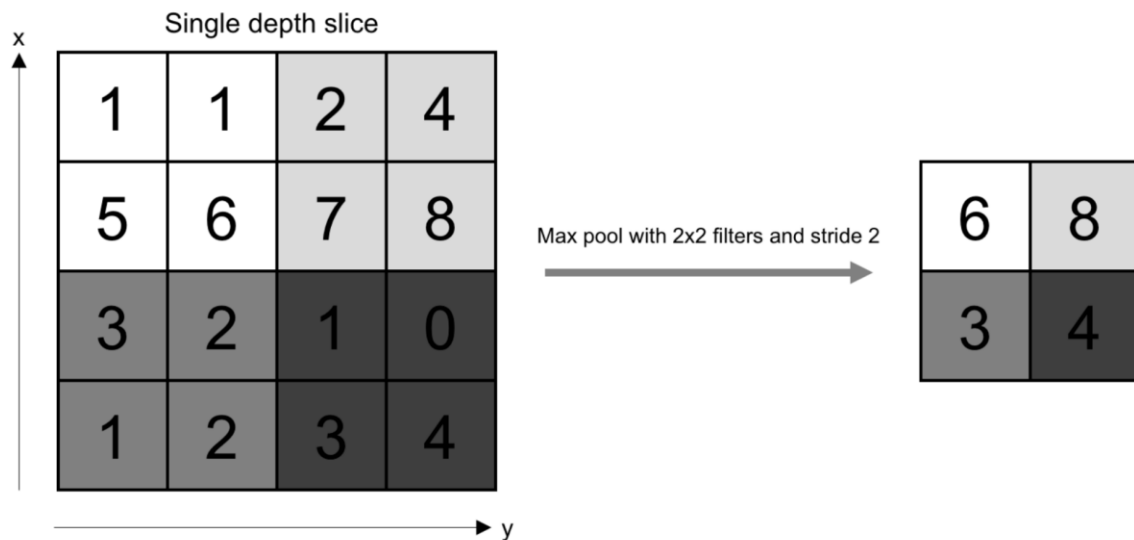 Single depth slice
x
1 1 2 4
5 6 7 8
3 2 1 0
1 2 3 4
y
Max pool with 2x2 filters and stride 2
6 8
3 4